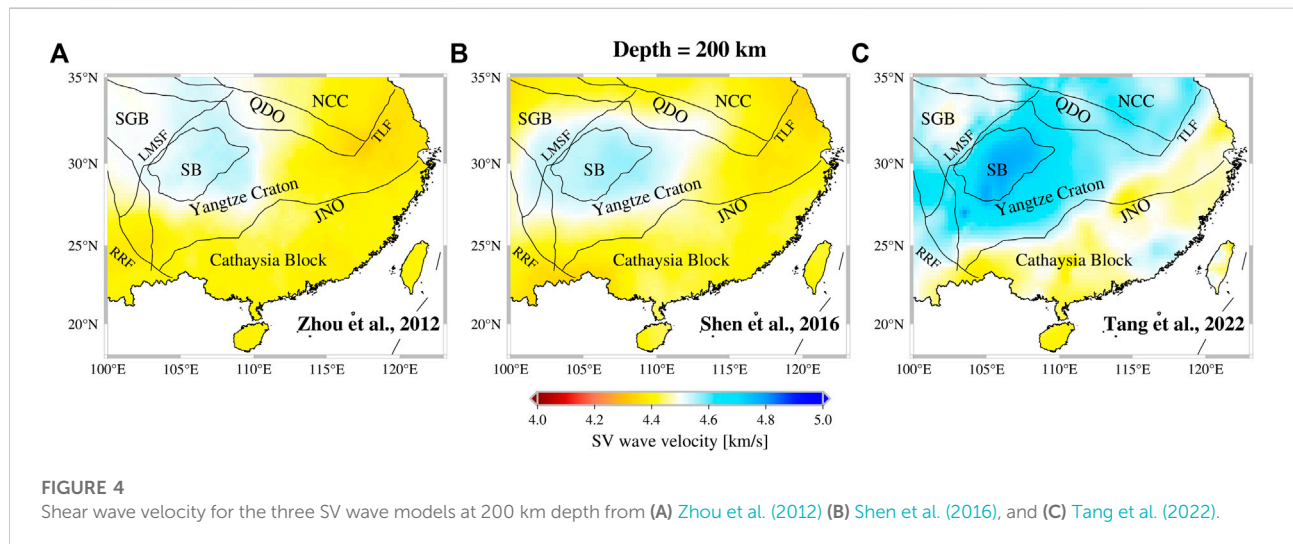 Depth = 200 km
A
B
C
35°N
30°N
25°N
20°N
100°E
105°E
110°E
115°E
120°E
SGB
LMSF
SB
QDO
NCC
TLF
Yangtze Craton
JNO
RRF
Cathaysia Block
Zhou et al., 2012
35°N
30°N
25°N
20°N
100°E
105°E
110°E
115°E
120°E
SGB
LMSF
SB
QDO
NCC
TLF
Yangtze Craton
JNO
RRF
Cathaysia Block
Shen et al., 2016
35°N
30°N
25°N
20°N
100°E
105°E
110°E
115°E
120°E
SGB
LMSF
SB
QDO
NCC
TLF
Yangtze Craton
JNO
RRF
Cathaysia Block
Tang et al., 2022
4.0 4.2 4.4 4.6 4.8 5.0
SV wave velocity [km/s]
FIGURE 4
Shear wave velocity for the three SV wave models at 200 km depth from (A) Zhou et al. (2012) (B) Shen et al. (2016), and (C) Tang et al. (2022).